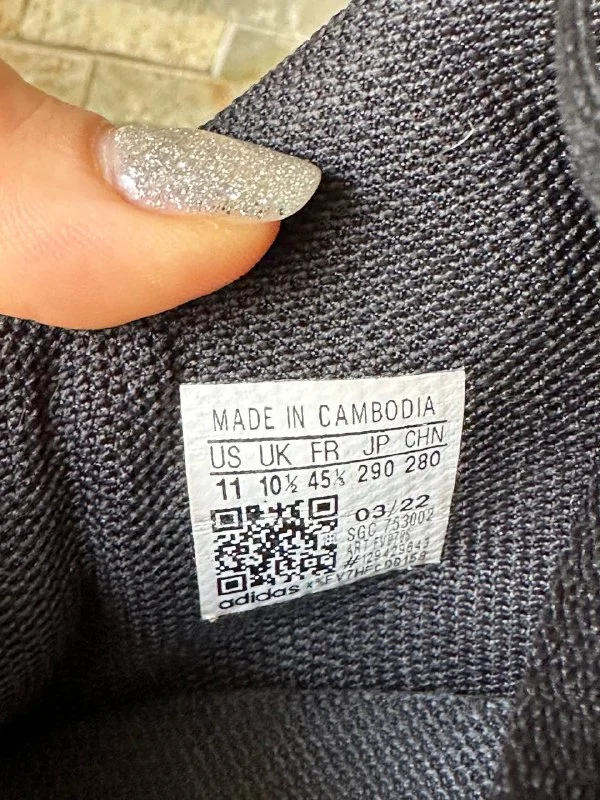 MADE IN CAMBODIA
US UK FR JP CHN
11 10½ 45⅓ 290 280
03/22
SGC 753002
adidas